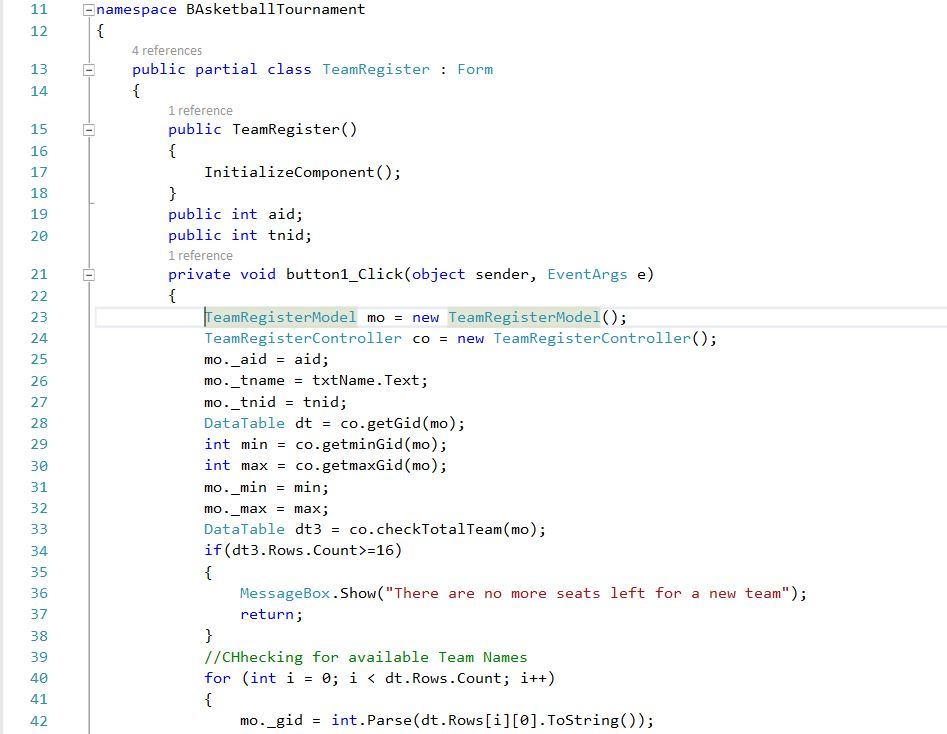 11 namespace BAsketballTournament
12 {
4 references
13 public partial class TeamRegister : Form
14 {
1 reference
15 public TeamRegister()
16 {
17 InitializeComponent();
18 }
19 public int aid;
20 public int tnid;
1 reference
21 private void button1_Click(object sender, EventArgs e)
22 {
23 TeamRegisterModel mo = new TeamRegisterModel();
24 TeamRegisterController co = new TeamRegisterController();
25 mo._aid = aid;
26 mo._tname = txtName.Text;
27 mo._tnid = tnid;
28 DataTable dt = co.getGid(mo);
29 int min = co.getminGid(mo);
30 int max = co.getmaxGid(mo);
31 mo._min = min;
32 mo._max = max;
33 DataTable dt3 = co.checkTotalTeam(mo);
34 if(dt3.Rows.Count>=16)
35 {
36 MessageBox.Show("There are no more seats left for a new team");
37 return;
38 }
39 //CHhecking for available Team Names
40 for (int i = 0; i < dt.Rows.Count; i++)
41 {
42 mo._gid = int.Parse(dt.Rows[i][0].ToString());